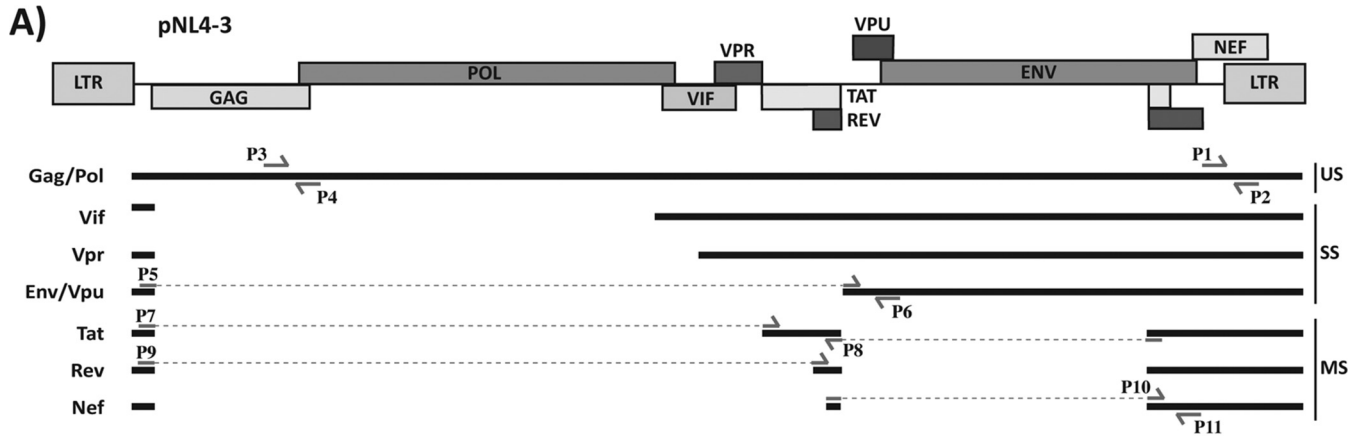 A) pNL4-3
VPU
VPR
NEF
LTR
POL
ENV
LTR
GAG
VIF
TAT
REV
P3
P1
Gag/Pol
US
P4
P2
Vif
Vpr
SS
P5
Env/Vpu
P6
P7
Tat
P8
P9
Rev
MS
P10
Nef
P11